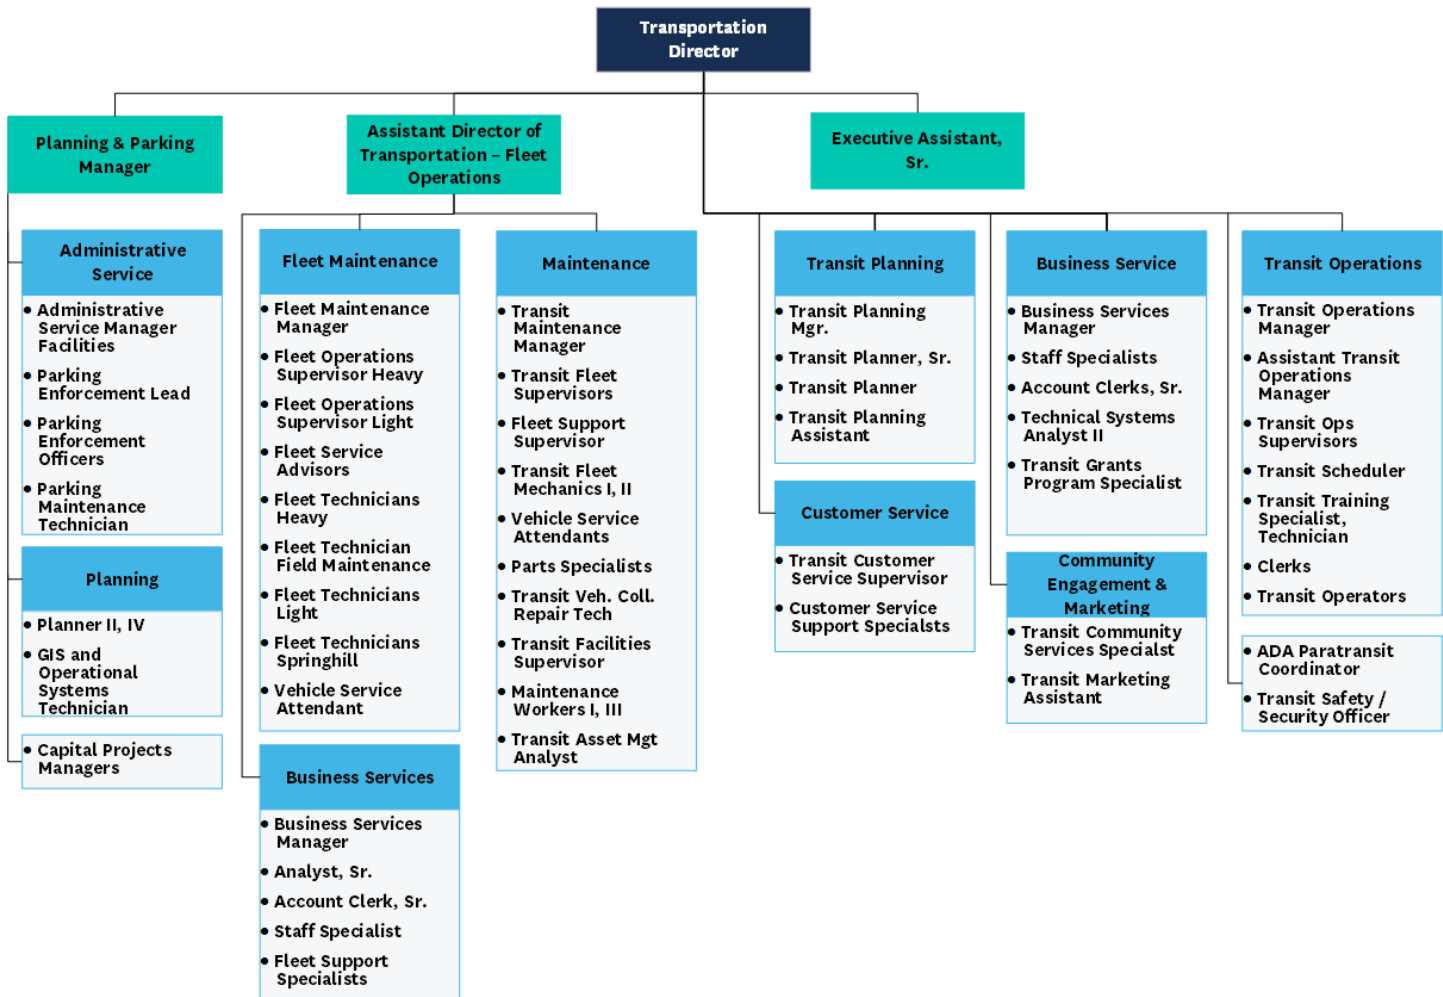 Transportation
Director
Planning & Parking
Manager
Assistant Director of
Transportation – Fleet
Operations
Executive Assistant,
Sr.
Administrative
Service
• Administrative
Service Manager
Facilities
• Parking
Enforcement Lead
• Parking
Enforcement
Officers
• Parking
Maintenance
Technician
Planning
• Planner II, IV
• GIS and
Operational
Systems
Technician
• Capital Projects
Managers
Fleet Maintenance
• Fleet Maintenance
Manager
• Fleet Operations
Supervisor Heavy
• Fleet Operations
Supervisor Light
• Fleet Service
Advisors
• Fleet Technicians
Heavy
• Fleet Technician
Field Maintenance
• Fleet Technicians
Light
• Fleet Technicians
Springhill
• Vehicle Service
Attendant
Business Services
• Business Services
Manager
• Analyst, Sr.
• Account Clerk, Sr.
• Staff Specialist
• Fleet Support
Specialists
Maintenance
• Transit
Maintenance
Manager
• Transit Fleet
Supervisors
• Fleet Support
Supervisor
• Transit Fleet
Mechanics I, II
• Vehicle Service
Attendants
• Parts Specialists
• Transit Veh. Coll.
Repair Tech
• Transit Facilities
Supervisor
• Maintenance
Workers I, III
• Transit Asset Mgt
Analyst
Transit Planning
• Transit Planning
Mgr.
• Transit Planner, Sr.
• Transit Planner
• Transit Planning
Assistant
Customer Service
• Transit Customer
Service Supervisor
• Customer Service
Support Specialsts
Business Service
• Business Services
Manager
• Staff Specialists
• Account Clerks, Sr.
• Technical Systems
Analyst II
• Transit Grants
Program Specialist
Community
Engagement &
Marketing
• Transit Community
Services Specialst
• Transit Marketing
Assistant
Transit Operations
• Transit Operations
Manager
• Assistant Transit
Operations
Manager
• Transit Ops
Supervisors
• Transit Scheduler
• Transit Training
Specialist,
Technician
• Clerks
• Transit Operators
• ADA Paratransit
Coordinator
• Transit Safety /
Security Officer